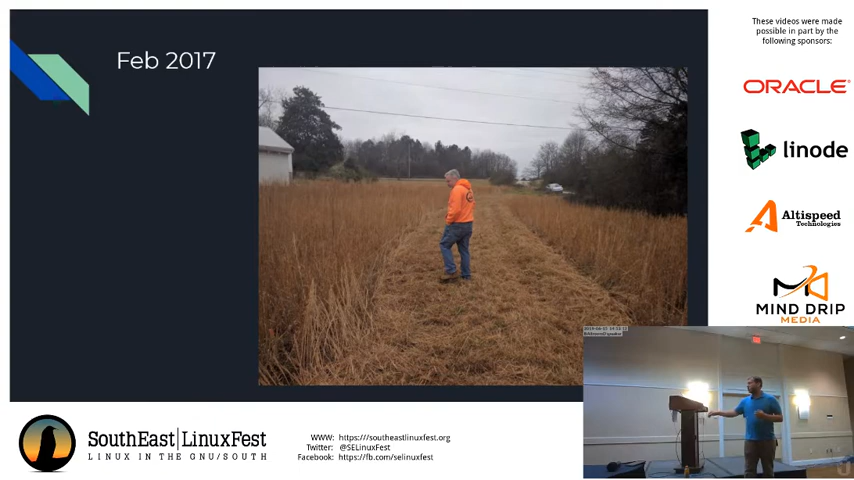 Feb 2017
These videos were made
possible in part by the
following sponsors:
ORACLE®
linode
Altispeed
Technologies
MIND DRIP
MEDIA
SouthEast|LinuxFest
LINUX IN THE GNU/SOUTH
WWW: https:///southeastlinuxfest.org
Twitter: @SELinuxFest
Facebook: https://fb.com/selinuxfest